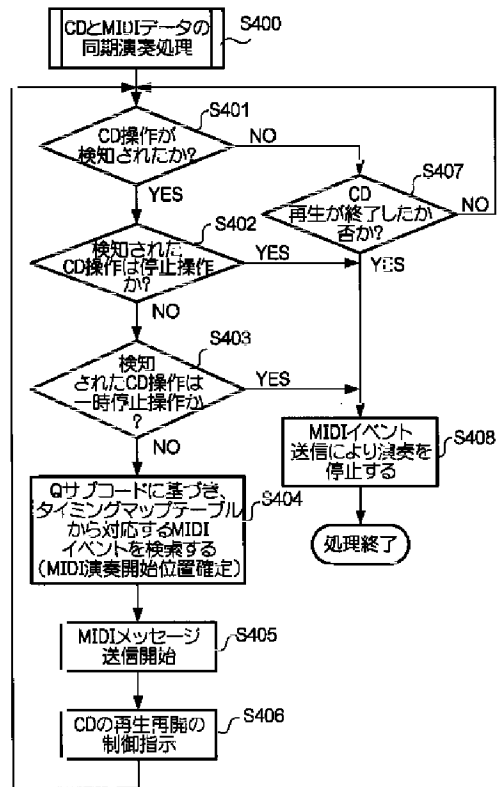 CDとMIDIデータの
同期演奏処理
S400
S401
CD操作が
検知されたか?
NO
YES
S407
CD
再生が終了したか
否か?
NO
YES
S402
検知された
CD操作は停止操作
か?
YES
NO
S403
検知
されたCD操作は
一時停止操作か
?
YES
NO
S404
Qサブコードに基づき、
タイミングマップテーブル
から対応するMIDI
イベントを検索する
(MIDI演奏開始位置確定)
MIDIイベント
送信により演奏を
停止する
S408
処理終了
MIDIメッセージ
送信開始
S405
CDの再生再開の
制御指示
S406